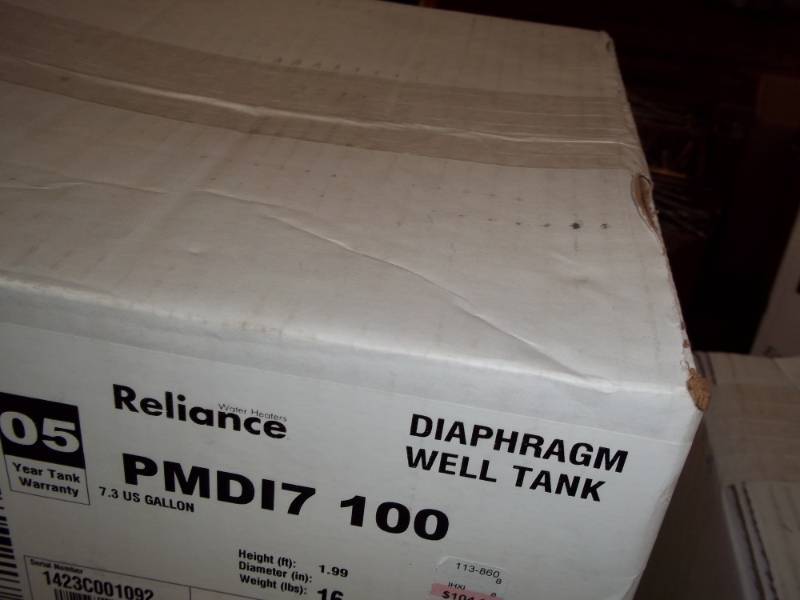 Water Heaters
Reliance
DIAPHRAGM
WELL TANK
05
Year Tank
Warranty
PMDI7 100
7.3 US GALLON
Height (ft): 1.99
Diameter (in):
Weight (lbs): 16
Serial Number
1423C001092
113-860
8